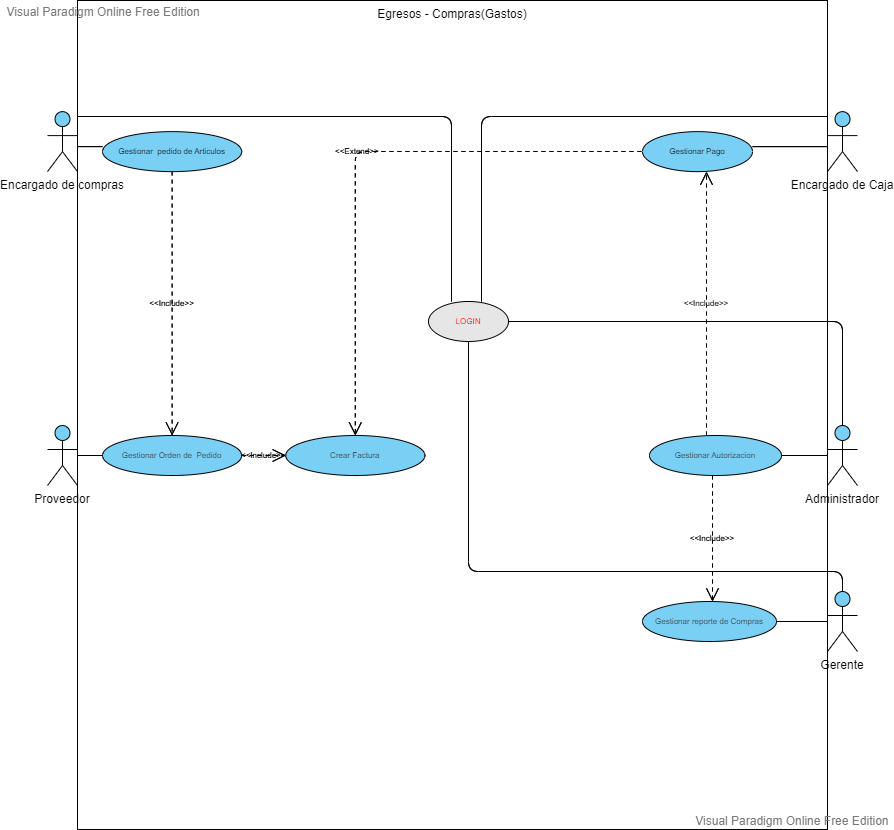 Visual Paradigm Online Free Edition
Egresos - Compras(Gastos)
Gestionar  pedido de Articulos
<<Extend>>
Gestionar Pago
Encargado de compras
Encargado de Caja
<<Include>>
<<Include>>
LOGIN
Gestionar Orden de  Pedido
<<Include>>
Crear Factura
Gestionar Autorizacion
Proveedor
Administrador
<<Include>>
Gestionar reporte de Compras
Gerente
Visual Paradigm Online Free Edition